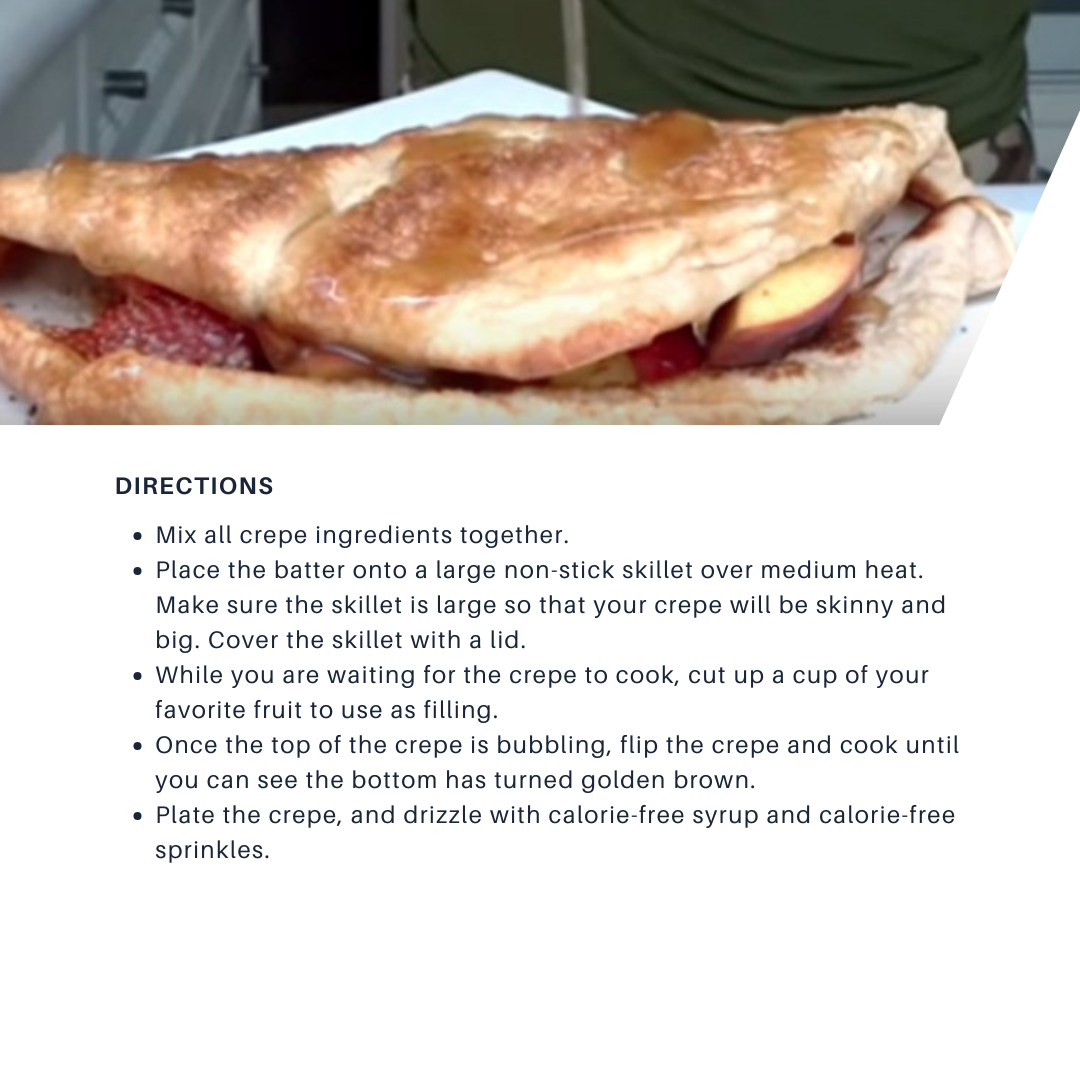 DIRECTIONS
• Mix all crepe ingredients together.
• Place the batter onto a large non-stick skillet over medium heat.
Make sure the skillet is large so that your crepe will be skinny and
big. Cover the skillet with a lid.
• While you are waiting for the crepe to cook, cut up a cup of your
favorite fruit to use as filling.
• Once the top of the crepe is bubbling, flip the crepe and cook until
you can see the bottom has turned golden brown.
• Plate the crepe, and drizzle with calorie-free syrup and calorie-free
sprinkles.